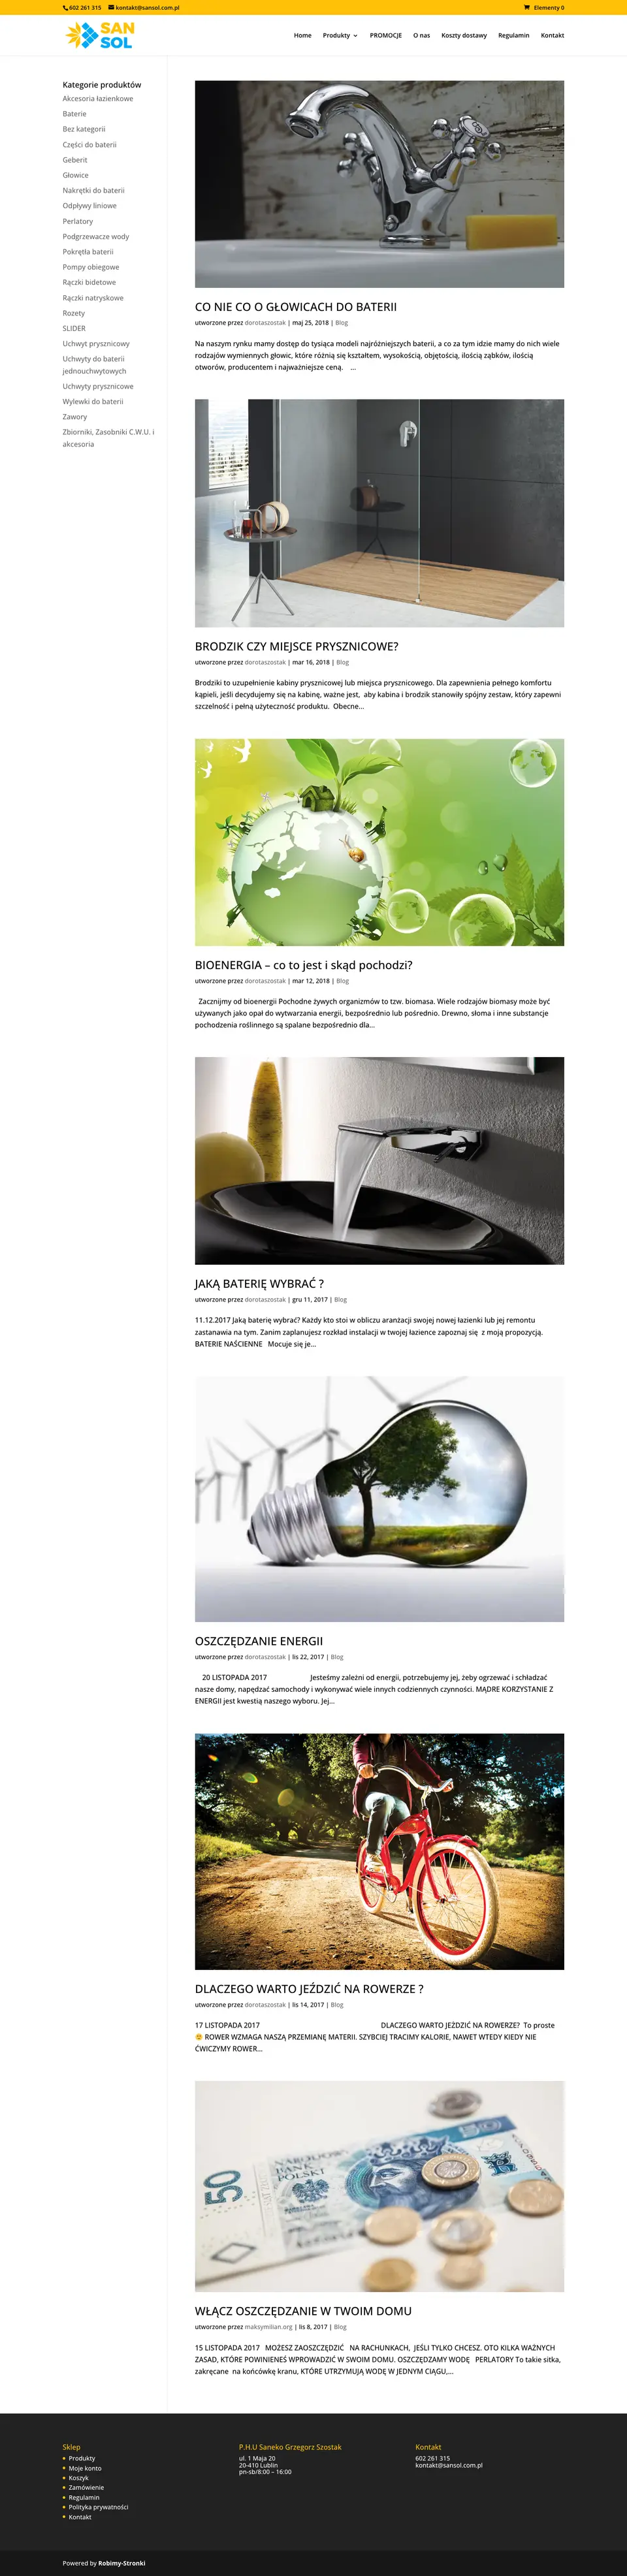 602 261 315 kontakt@sansol.com.pl Elementy 0
SAN SOL
Home Produkty PROMOCJE O nas Koszty dostawy Regulamin Kontakt
Kategorie produktów
Akcesoria łazienkowe
Baterie
Bez kategorii
Części do baterii
Geberit
Głowice
Nakrętki do baterii
Odpływy liniowe
Perlatory
Podgrzewacze wody
Pokrętła baterii
Pompy obiegowe
Rączki bidetowe
Rączki natryskowe
Rozety
SLIDER
Uchwyt prysznicowy
Uchwyty do baterii
jednouchwytowych
Uchwyty prysznicowe
Wylewki do baterii
Zawory
Zbiorniki, Zasobniki C.W.U. i
akcesoria
CO NIE CO O GŁOWICACH DO BATERII
utworzone przez dorotaszostak | maj 25, 2018 | Blog
Na naszym rynku mamy dostęp do tysiąca modeli najróżniejszych baterii, a co za tym idzie mamy do nich wiele
rodzajów wymiennych głowic, które różnią się kształtem, wysokością, objętością, ilością ząbków, ilością
otworów, producentem i najważniejsze ceną. ...
BRODZIK CZY MIEJSCE PRYSZNICOWE?
utworzone przez dorotaszostak | mar 16, 2018 | Blog
Brodziki to uzupełnienie kabiny prysznicowej lub miejsca prysznicowego. Dla zapewnienia pełnego komfortu
kąpieli, jeśli decydujemy się na kabinę, ważne jest, aby kabina i brodzik stanowiły spójny zestaw, który zapewni
szczelność i pełną użyteczność produktu. Obecne...
BIOENERGIA – co to jest i skąd pochodzi?
utworzone przez dorotaszostak | mar 12, 2018 | Blog
Zacznijmy od bioenergii Pochodne żywych organizmów to tzw. biomasa. Wiele rodzajów biomasy może być
używanych jako opał do wytwarzania energii, bezpośrednio lub pośrednio. Drewno, słoma i inne substancje
pochodzenia roślinnego są spalane bezpośrednio dla...
JAKĄ BATERIĘ WYBRAĆ ?
utworzone przez dorotaszostak | gru 11, 2017 | Blog
11.12.2017 Jaką baterię wybrać? Każdy kto stoi w obliczu aranżacji swojej nowej łazienki lub jej remontu
zastanawia na tym. Zanim zaplanujesz rozkład instalacji w twojej łazience zapoznaj się z moją propozycją.
BATERIE NAŚCIENNE Mocuje się je...
OSZCZĘDZANIE ENERGII
utworzone przez dorotaszostak | lis 22, 2017 | Blog
20 LISTOPADA 2017 Jesteśmy zależni od energii, potrzebujemy jej, żeby ogrzewać i schładzać
nasze domy, napędzać samochody i wykonywać wiele innych codziennych czynności. MĄDRE KORZYSTANIE Z
ENERGII jest kwestią naszego wyboru. Jej...
DLACZEGO WARTO JEŹDZIĆ NA ROWERZE ?
utworzone przez dorotaszostak | lis 14, 2017 | Blog
17 LISTOPADA 2017 DLACZEGO WARTO JEŹDZIĆ NA ROWERZE? To proste
🙂 ROWER WZMAGA NASZĄ PRZEMIANĘ MATERII. SZYBCIEJ TRACIMY KALORIE, NAWET WTEDY KIEDY NIE
ĆWICZYMY ROWER...
NARODOWY
BANK
POLSKI
50
50
WŁĄCZ OSZCZĘDZANIE W TWOIM DOMU
utworzone przez maksymilian.org | lis 8, 2017 | Blog
15 LISTOPADA 2017 MOŻESZ ZAOSZCZĘDZIĆ NA RACHUNKACH, JEŚLI TYLKO CHCESZ. OTO KILKA WAŻNYCH
ZASAD, KTÓRE POWINIENEŚ WPROWADZIĆ W SWOIM DOMU. OSZCZĘDZAMY WODĘ PERLATORY To takie sitka,
zakręcane na końcówkę kranu, KTÓRE UTRZYMUJĄ WODĘ W JEDNYM CIĄGU,...
Sklep
Produkty
Moje konto
Koszyk
Zamówienie
Regulamin
Polityka prywatności
Kontakt
P.H.U Saneko Grzegorz Szostak
ul. 1 Maja 20
20-410 Lublin
pn-sb/8:00 – 16:00
Kontakt
602 261 315
kontakt@sansol.com.pl
Powered by Robimy-Stronki